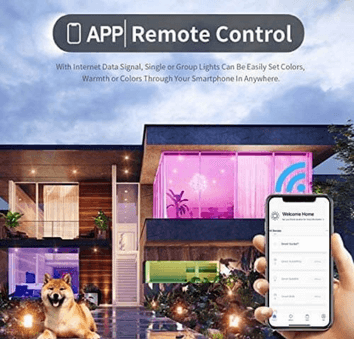 APP| Remote Control
With Internet Data Signal, Single or Group Lights Can Be Easily Set Colors,
Warmth or Colors Through Your Smartphone In Anywhere.
Welcome Home